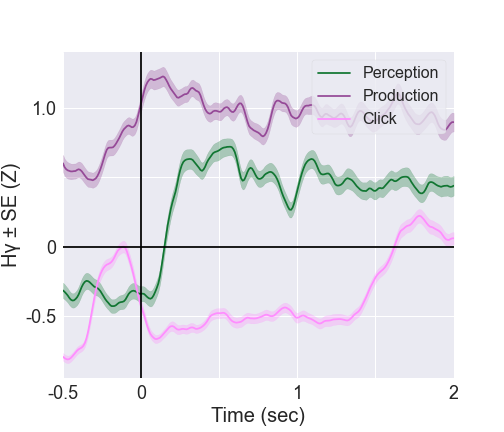 Perception
Production
Click
1.0
0
-0.5
Hγ ± SE (Z)
-0.5 0 1 2
Time (sec)